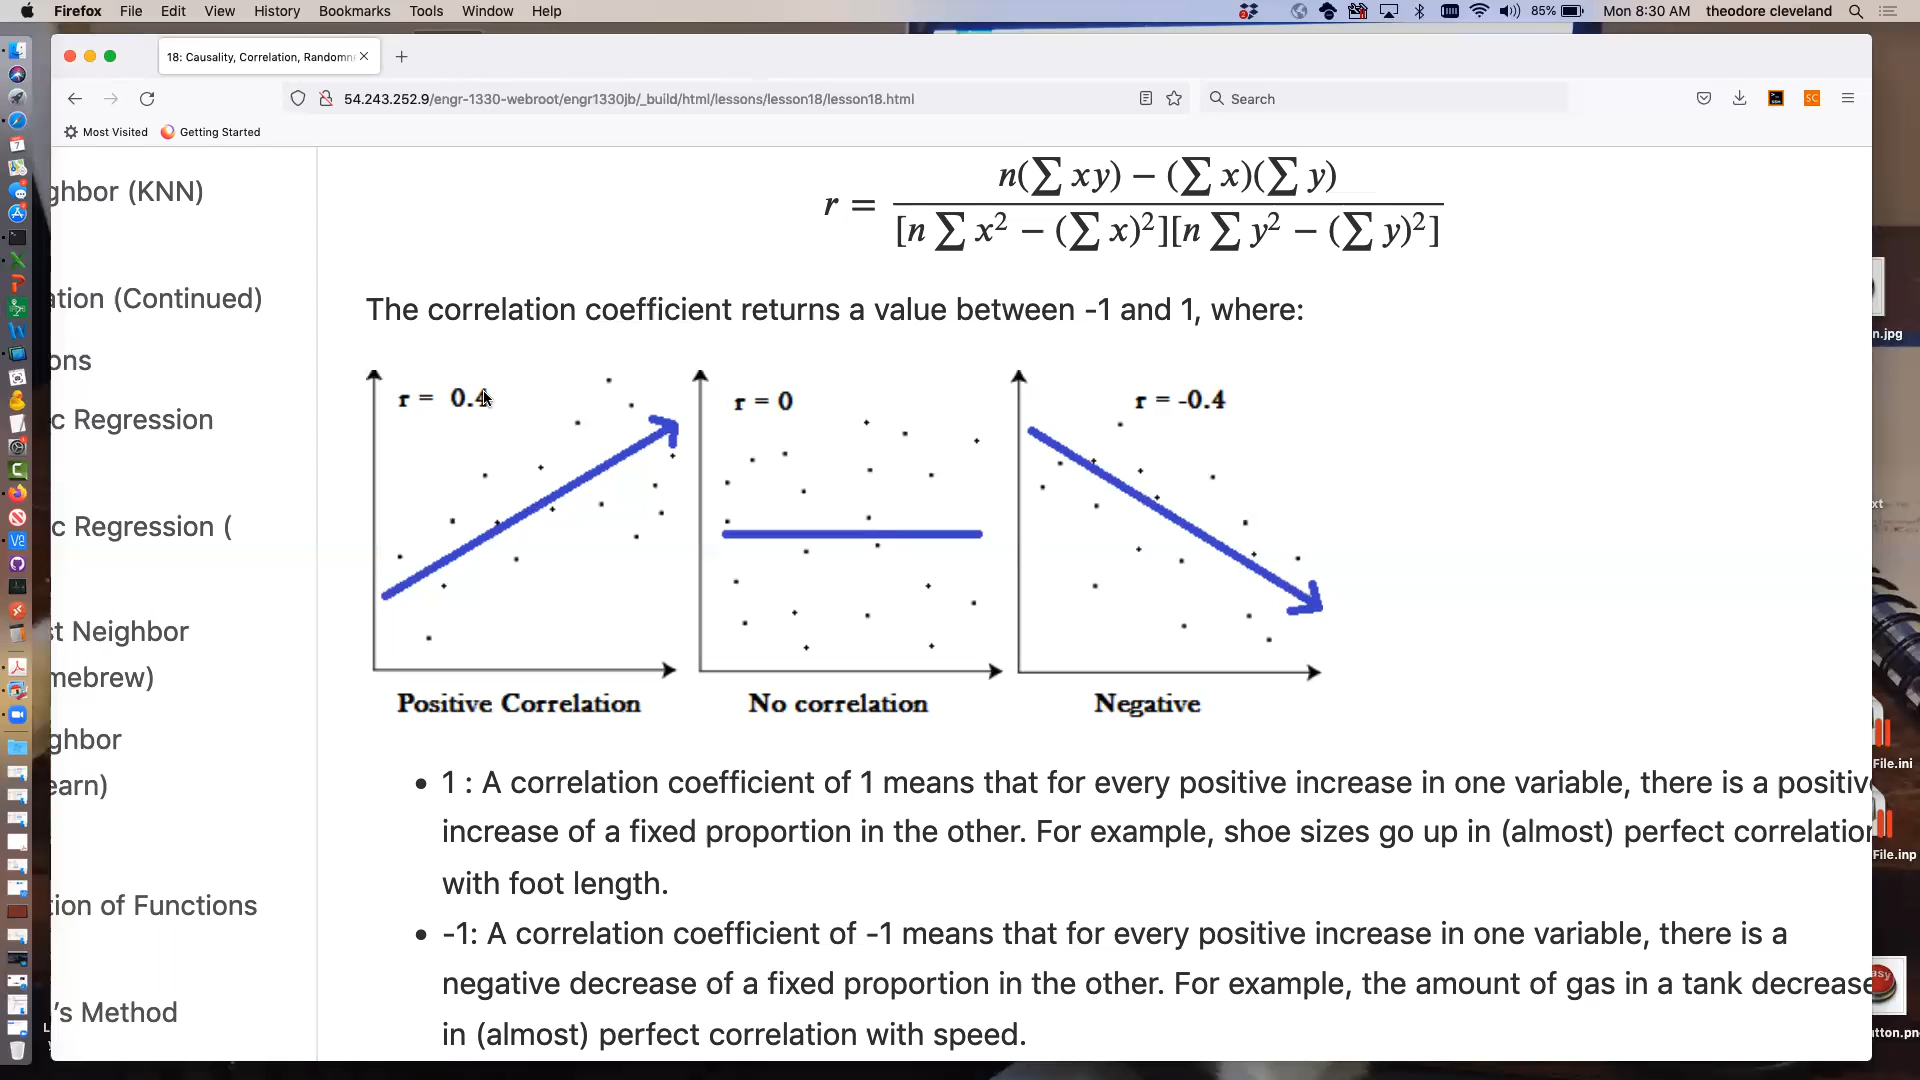 Firefox File Edit View History Bookmarks Tools Window Help 85% Mon 8:30 AM theodore cleveland
18: Causality, Correlation, Randomn
54.243.252.9/engr-1330-webroot/engr1330jb/_build/html/lessons/lesson18/lesson18.html Search
Most Visited Getting Started
ghbor (KNN)
ation (Continued)
ons
c Regression
c Regression (
st Neighbor
mebrew)
ghbor
earn)
tion of Functions
's Method
r = n(∑ xy) − (∑ x)(∑ y) / [n ∑ x² − (∑ x)²][n ∑ y² − (∑ y)²]
The correlation coefficient returns a value between -1 and 1, where:
r = 0.4 r = 0 r = -0.4
Positive Correlation No correlation Negative
• 1 : A correlation coefficient of 1 means that for every positive increase in one variable, there is a positive
increase of a fixed proportion in the other. For example, shoe sizes go up in (almost) perfect correlation
with foot length.
• -1: A correlation coefficient of -1 means that for every positive increase in one variable, there is a
negative decrease of a fixed proportion in the other. For example, the amount of gas in a tank decrease
in (almost) perfect correlation with speed.
n.jpg
xt
File.ini
File.inp
utton.pn